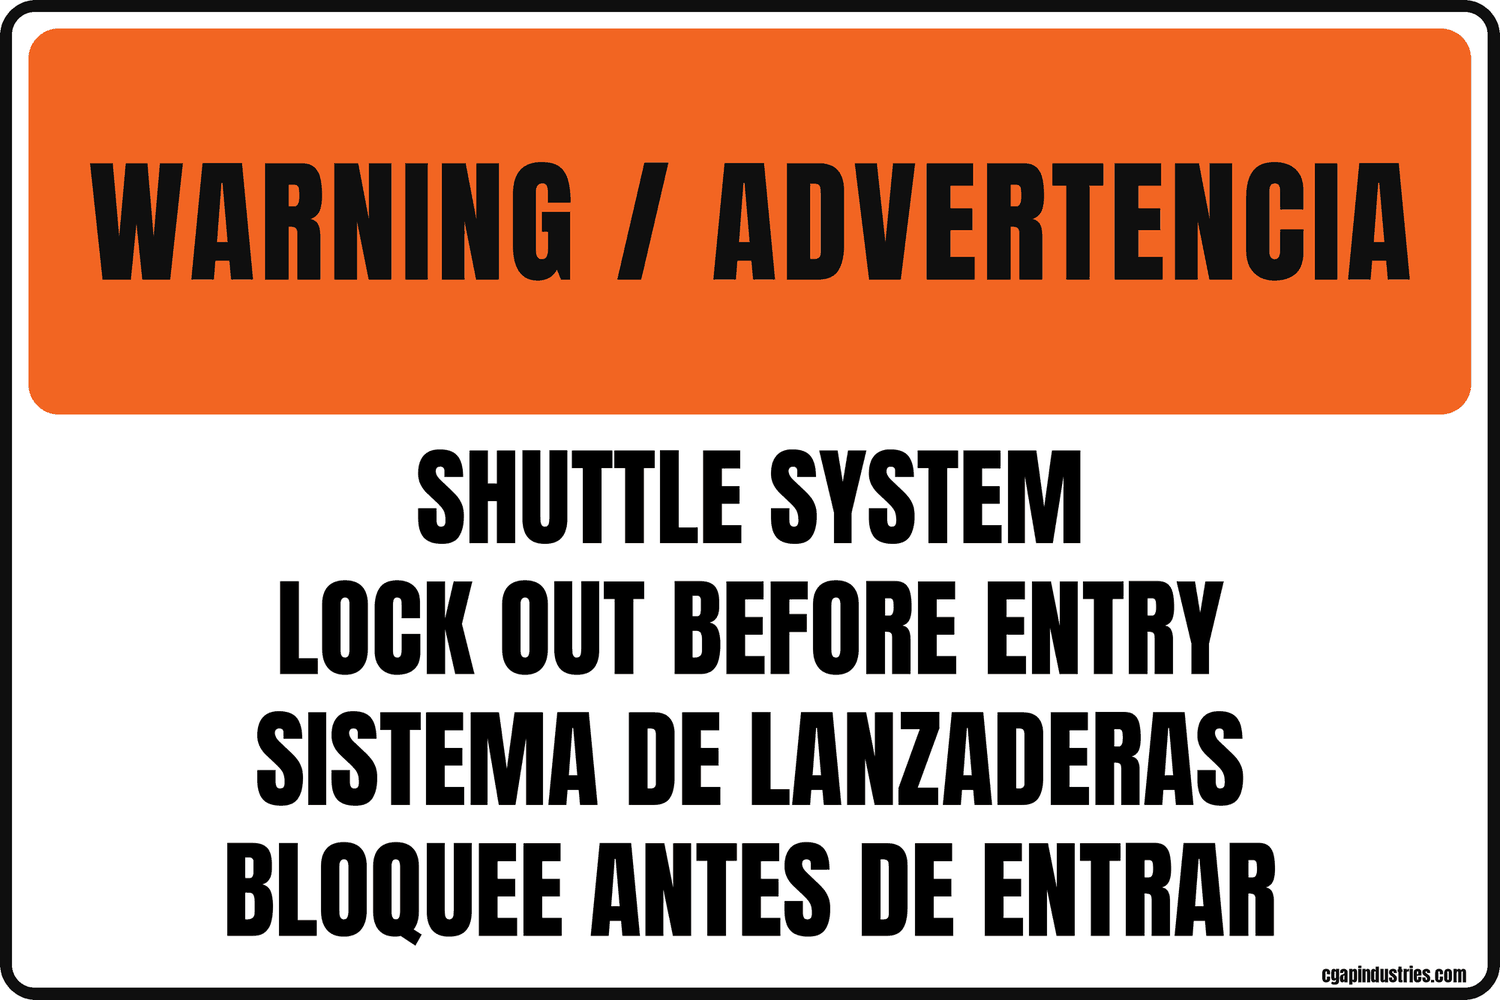 WARNING / ADVERTENCIA
SHUTTLE SYSTEM
LOCK OUT BEFORE ENTRY
SISTEMA DE LANZADERAS
BLOQUEE ANTES DE ENTRAR
cgapindustries.com